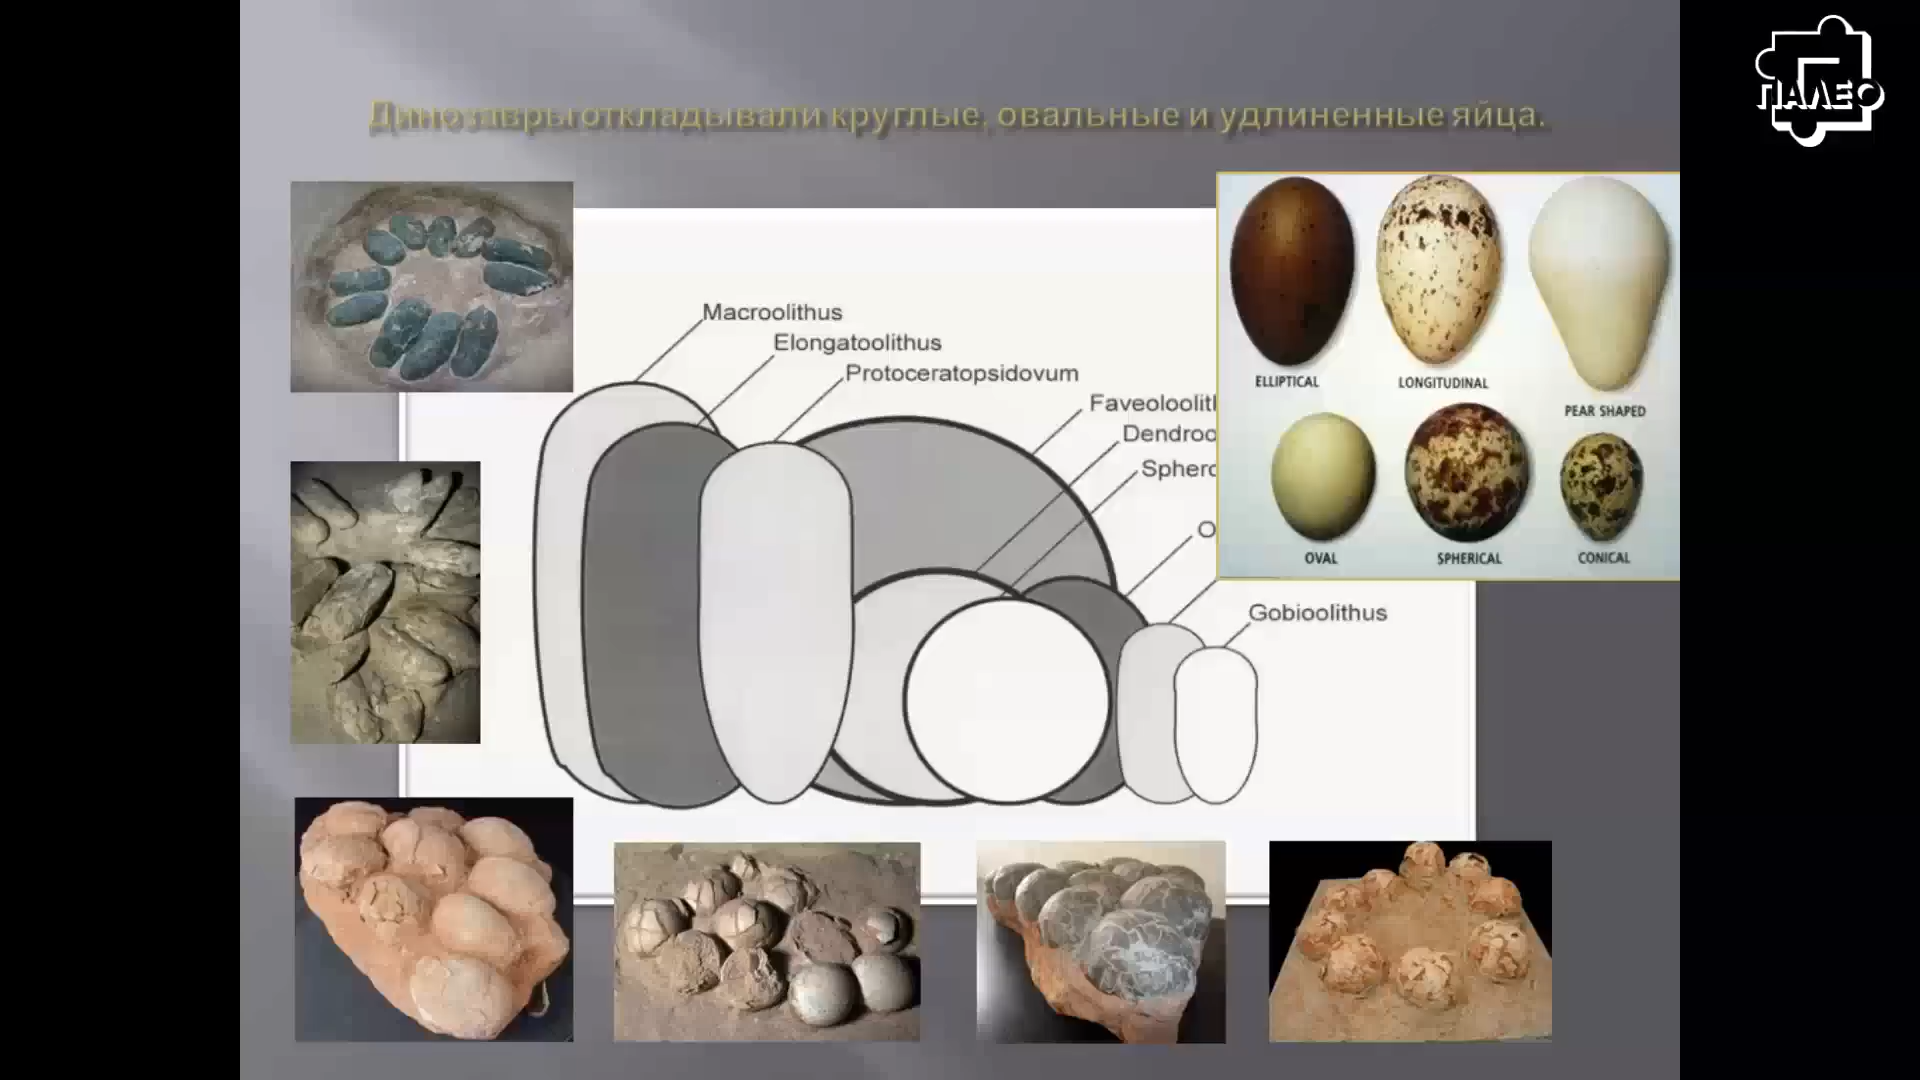 ПАЛЕО
Динозавры откладывали круглые, овальные и удлиненные яйца.
Macroolithus
Elongatoolithus
Protoceratopsidovum
Gobioolithus
ELLIPTICAL
LONGITUDINAL
PEAR SHAPED
OVAL
SPHERICAL
CONICAL